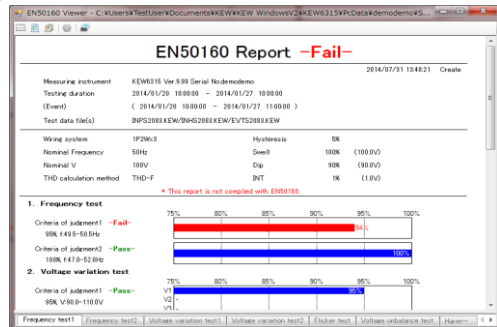 EN50160 Viewer - C:¥Users¥TestUser¥Documents¥KEW¥KEW WindowsV2¥KEW6315¥PcData¥demodemo¥S...
EN50160 Report -Fail-
2014/07/31 13:48:21 Create
Measuring instrument KEW6315 Ver.9.99 Serial No.demodemo
Testing duration 2014/01/20 10:00:00 - 2014/01/27 10:00:00
(Event) ( 2014/01/20 10:00:00 - 2014/01/27 11:00:00 )
Test data file(s) INPS2083.KEW/INHS2083.KEW/EVTS2083.KEW
Wiring system 1P2W×3 Hysteresis 5%
Nominal Frequency 50Hz Swell 100% (100.0V)
Nominal V 100V Dip 90% (90.0V)
THD calculation method THD-F INT 1% (1.0V)
* This report is not complied with EN50160.
1. Frequency test
75% 80% 85% 90% 95% 100%
Criteria of judgment1 -Fail- 94%
95%, f:49.5-50.5Hz
Criteria of judgment2 -Pass- 100%
100%, f:47.0-52.0Hz
2. Voltage variation test
75% 80% 85% 90% 95% 100%
Criteria of judgment1 -Pass- V1 95%
95%, V:90.0-110.0V V2 -
V3 -
Frequency test1 Frequency test2 Voltage variation test1 Voltage variation test2 Flicker test Voltage unbalance test Harm